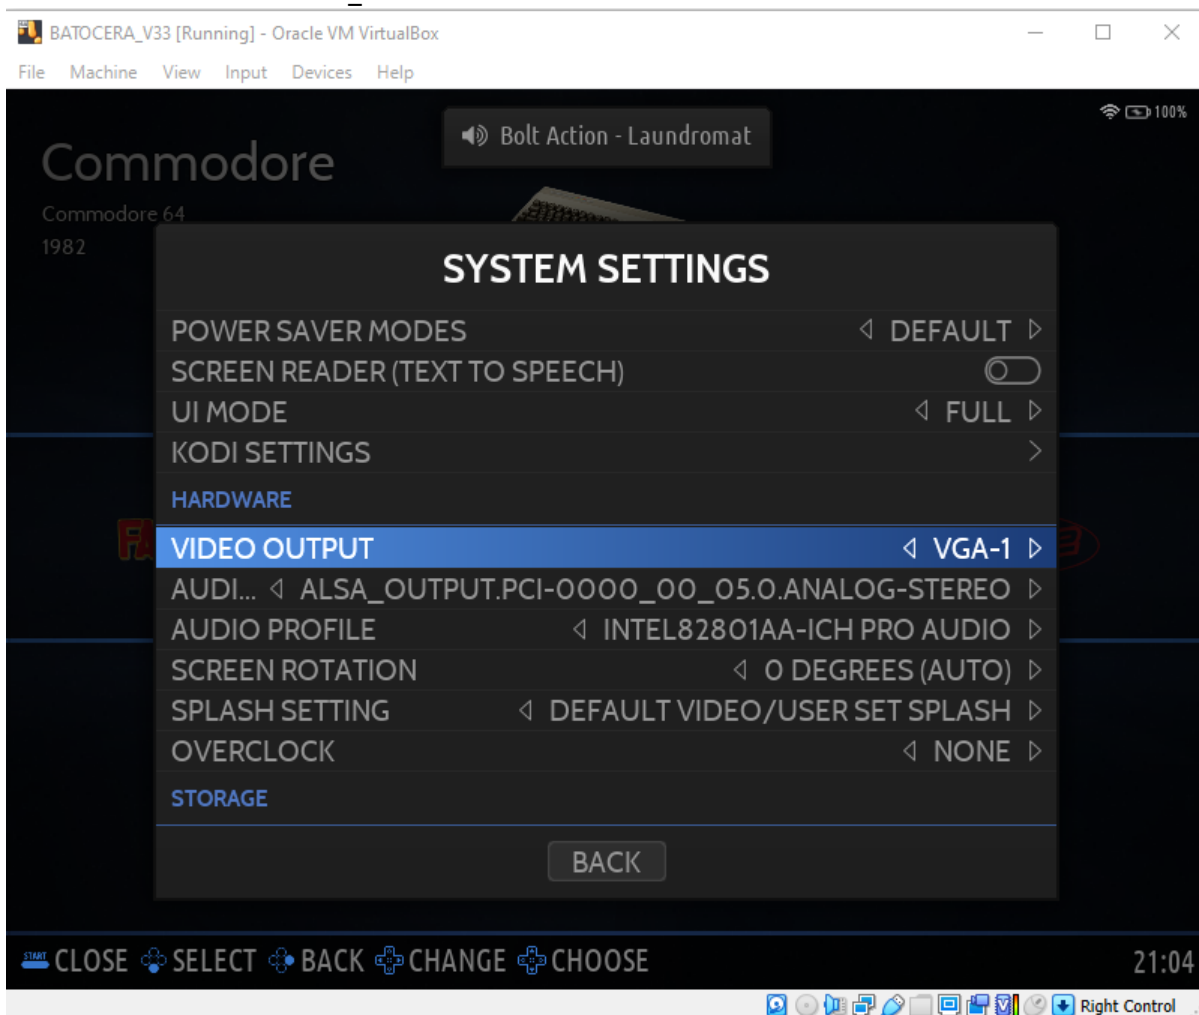 BATOCERA_V33 [Running] - Oracle VM VirtualBox
File Machine View Input Devices Help
100%
Bolt Action - Laundromat
Commodore
Commodore 64
1982
SYSTEM SETTINGS
POWER SAVER MODES DEFAULT
SCREEN READER (TEXT TO SPEECH)
UI MODE FULL
KODI SETTINGS
HARDWARE
VIDEO OUTPUT VGA-1
AUDI... ALSA_OUTPUT.PCI-0000_00_05.0.ANALOG-STEREO
AUDIO PROFILE INTEL82801AA-ICH PRO AUDIO
SCREEN ROTATION 0 DEGREES (AUTO)
SPLASH SETTING DEFAULT VIDEO/USER SET SPLASH
OVERCLOCK NONE
STORAGE
BACK
START CLOSE SELECT BACK CHANGE CHOOSE 21:04
Right Control